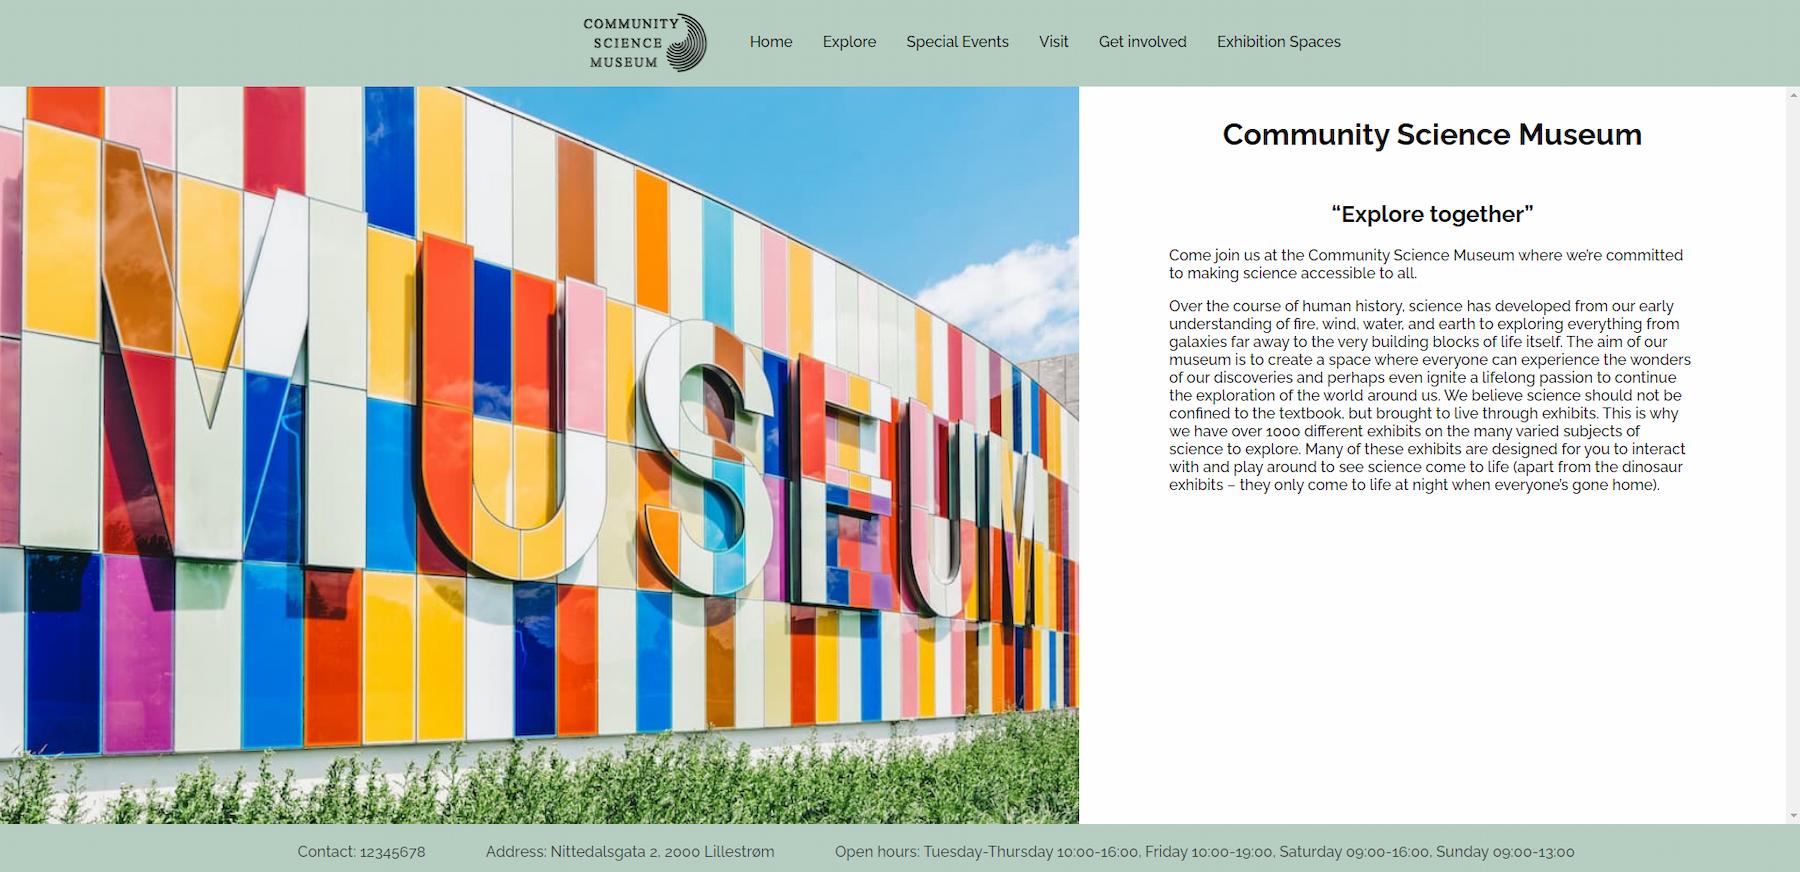 COMMUNITY
SCIENCE
MUSEUM
Home Explore Special Events Visit Get involved Exhibition Spaces
MUSEUM
Community Science Museum
“Explore together”
Come join us at the Community Science Museum where we’re committed
to making science accessible to all.
Over the course of human history, science has developed from our early
understanding of fire, wind, water, and earth to exploring everything from
galaxies far away to the very building blocks of life itself. The aim of our
museum is to create a space where everyone can experience the wonders
of our discoveries and perhaps even ignite a lifelong passion to continue
the exploration of the world around us. We believe science should not be
confined to the textbook, but brought to live through exhibits. This is why
we have over 1000 different exhibits on the many varied subjects of
science to explore. Many of these exhibits are designed for you to interact
with and play around to see science come to life (apart from the dinosaur
exhibits – they only come to life at night when everyone’s gone home).
Contact: 12345678 Address: Nittedalsgata 2, 2000 Lillestrøm Open hours: Tuesday-Thursday 10:00-16:00, Friday 10:00-19:00, Saturday 09:00-16:00, Sunday 09:00-13:00